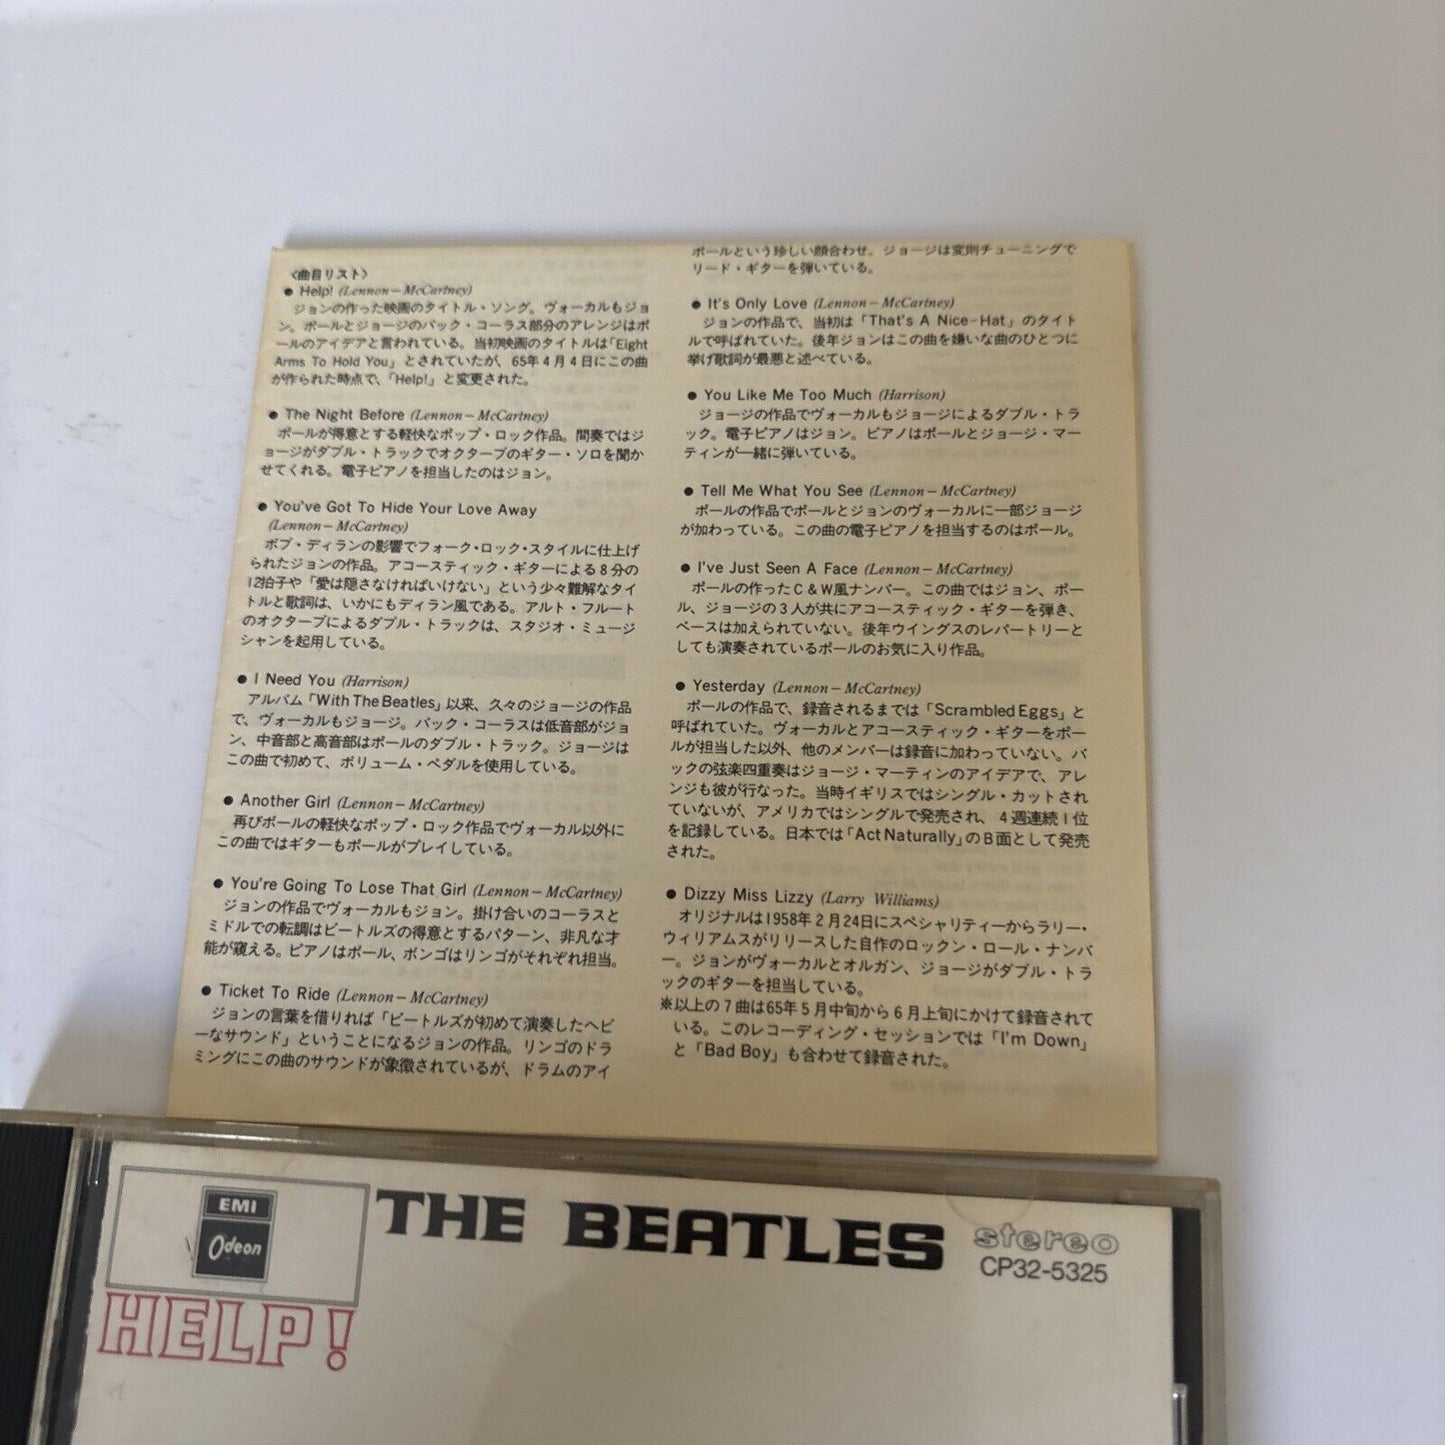 〈曲目リスト〉
● Help! (Lennon－McCartney)
ジョンの作った映画のタイトル・ソング。ヴォーカルもジョ
ン。ポールとジョージのバック・コーラス部分のアレンジはポ
ールのアイデアと言われている。当初映画のタイトルは「Eight
Arms To Hold You」とされていたが、65年4月4日にこの曲
が作られた時点で、「Help!」と変更された。
● The Night Before (Lennon－McCartney)
ポールが得意とする軽快なポップ・ロック作品。間奏ではジ
ョージがダブル・トラックでオクターブのギター・ソロを聞か
せてくれる。電子ピアノを担当したのはジョン。
● You've Got To Hide Your Love Away
(Lennon－McCartney)
ボブ・ディランの影響でフォーク・ロック・スタイルに仕上げ
られたジョンの作品。アコースティック・ギターによる8分の
12拍子や「愛は隠さなければいけない」という少々難解なタイ
トルと歌詞は、いかにもディラン風である。アルト・フルート
のオクターブによるダブル・トラックは、スタジオ・ミュージ
シャンを起用している。
● I Need You (Harrison)
アルバム「With The Beatles」以来、久々のジョージの作品
で、ヴォーカルもジョージ。バック・コーラスは低音部がジョ
ン、中音部と高音部はポールのダブル・トラック。ジョージは
この曲で初めて、ボリューム・ペダルを使用している。
● Another Girl (Lennon－McCartney)
再びポールの軽快なポップ・ロック作品でヴォーカル以外に
この曲ではギターもポールがプレイしている。
● You're Going To Lose That Girl (Lennon－McCartney)
ジョンの作品でヴォーカルもジョン。掛け合いのコーラスと
ミドルでの転調はビートルズの得意とするパターン、非凡な才
能が窺える。ピアノはポール、ボンゴはリンゴがそれぞれ担当。
● Ticket To Ride (Lennon－McCartney)
ジョンの言葉を借りれば「ビートルズが初めて演奏したヘビ
ーなサウンド」ということになるジョンの作品。リンゴのドラ
ミングにこの曲のサウンドが象徴されているが、ドラムのアイ
ポールという珍しい顔合わせ。ジョージは変則チューニングで
リード・ギターを弾いている。
● It's Only Love (Lennon－McCartney)
ジョンの作品で、当初は「That's A Nice-Hat」のタイト
ルで呼ばれていた。後年ジョンはこの曲を嫌いな曲のひとつに
挙げ歌詞が最悪と述べている。
● You Like Me Too Much (Harrison)
ジョージの作品でヴォーカルもジョージによるダブル・トラ
ック。電子ピアノはジョン。ピアノはポールとジョージ・マー
ティンが一緒に弾いている。
● Tell Me What You See (Lennon－McCartney)
ポールの作品でポールとジョンのヴォーカルに一部ジョージ
が加わっている。この曲の電子ピアノを担当するのはポール。
● I've Just Seen A Face (Lennon－McCartney)
ポールの作ったC&W風ナンバー。この曲ではジョン、ポー
ル、ジョージの3人が共にアコースティック・ギターを弾き、
ベースは加えられていない。後年ウイングスのレパートリーと
しても演奏されているポールのお気に入り作品。
● Yesterday (Lennon－McCartney)
ポールの作品で、録音されるまでは「Scrambled Eggs」と
呼ばれていた。ヴォーカルとアコースティック・ギターをポー
ルが担当した以外、他のメンバーは録音に加わっていない。バ
ックの弦楽四重奏はジョージ・マーティンのアイデアで、アレ
ンジも彼が行なった。当時イギリスではシングル・カットされ
ていないが、アメリカではシングルで発売され、4週連続1位
を記録している。日本では「Act Naturally」のB面として発売
された。
● Dizzy Miss Lizzy (Larry Williams)
オリジナルは1958年2月24日にスペシャリティーからラリー・
ウィリアムスがリリースした自作のロックン・ロール・ナンバ
ー。ジョンがヴォーカルとオルガン、ジョージがダブル・トラ
ックのギターを担当している。
※以上の7曲は65年5月中旬から6月上旬にかけて録音されて
いる。このレコーディング・セッションでは「I'm Down」
と「Bad Boy」も合わせて録音された。
EMI
Odeon
THE BEATLES
stereo
CP32-5325
HELP!